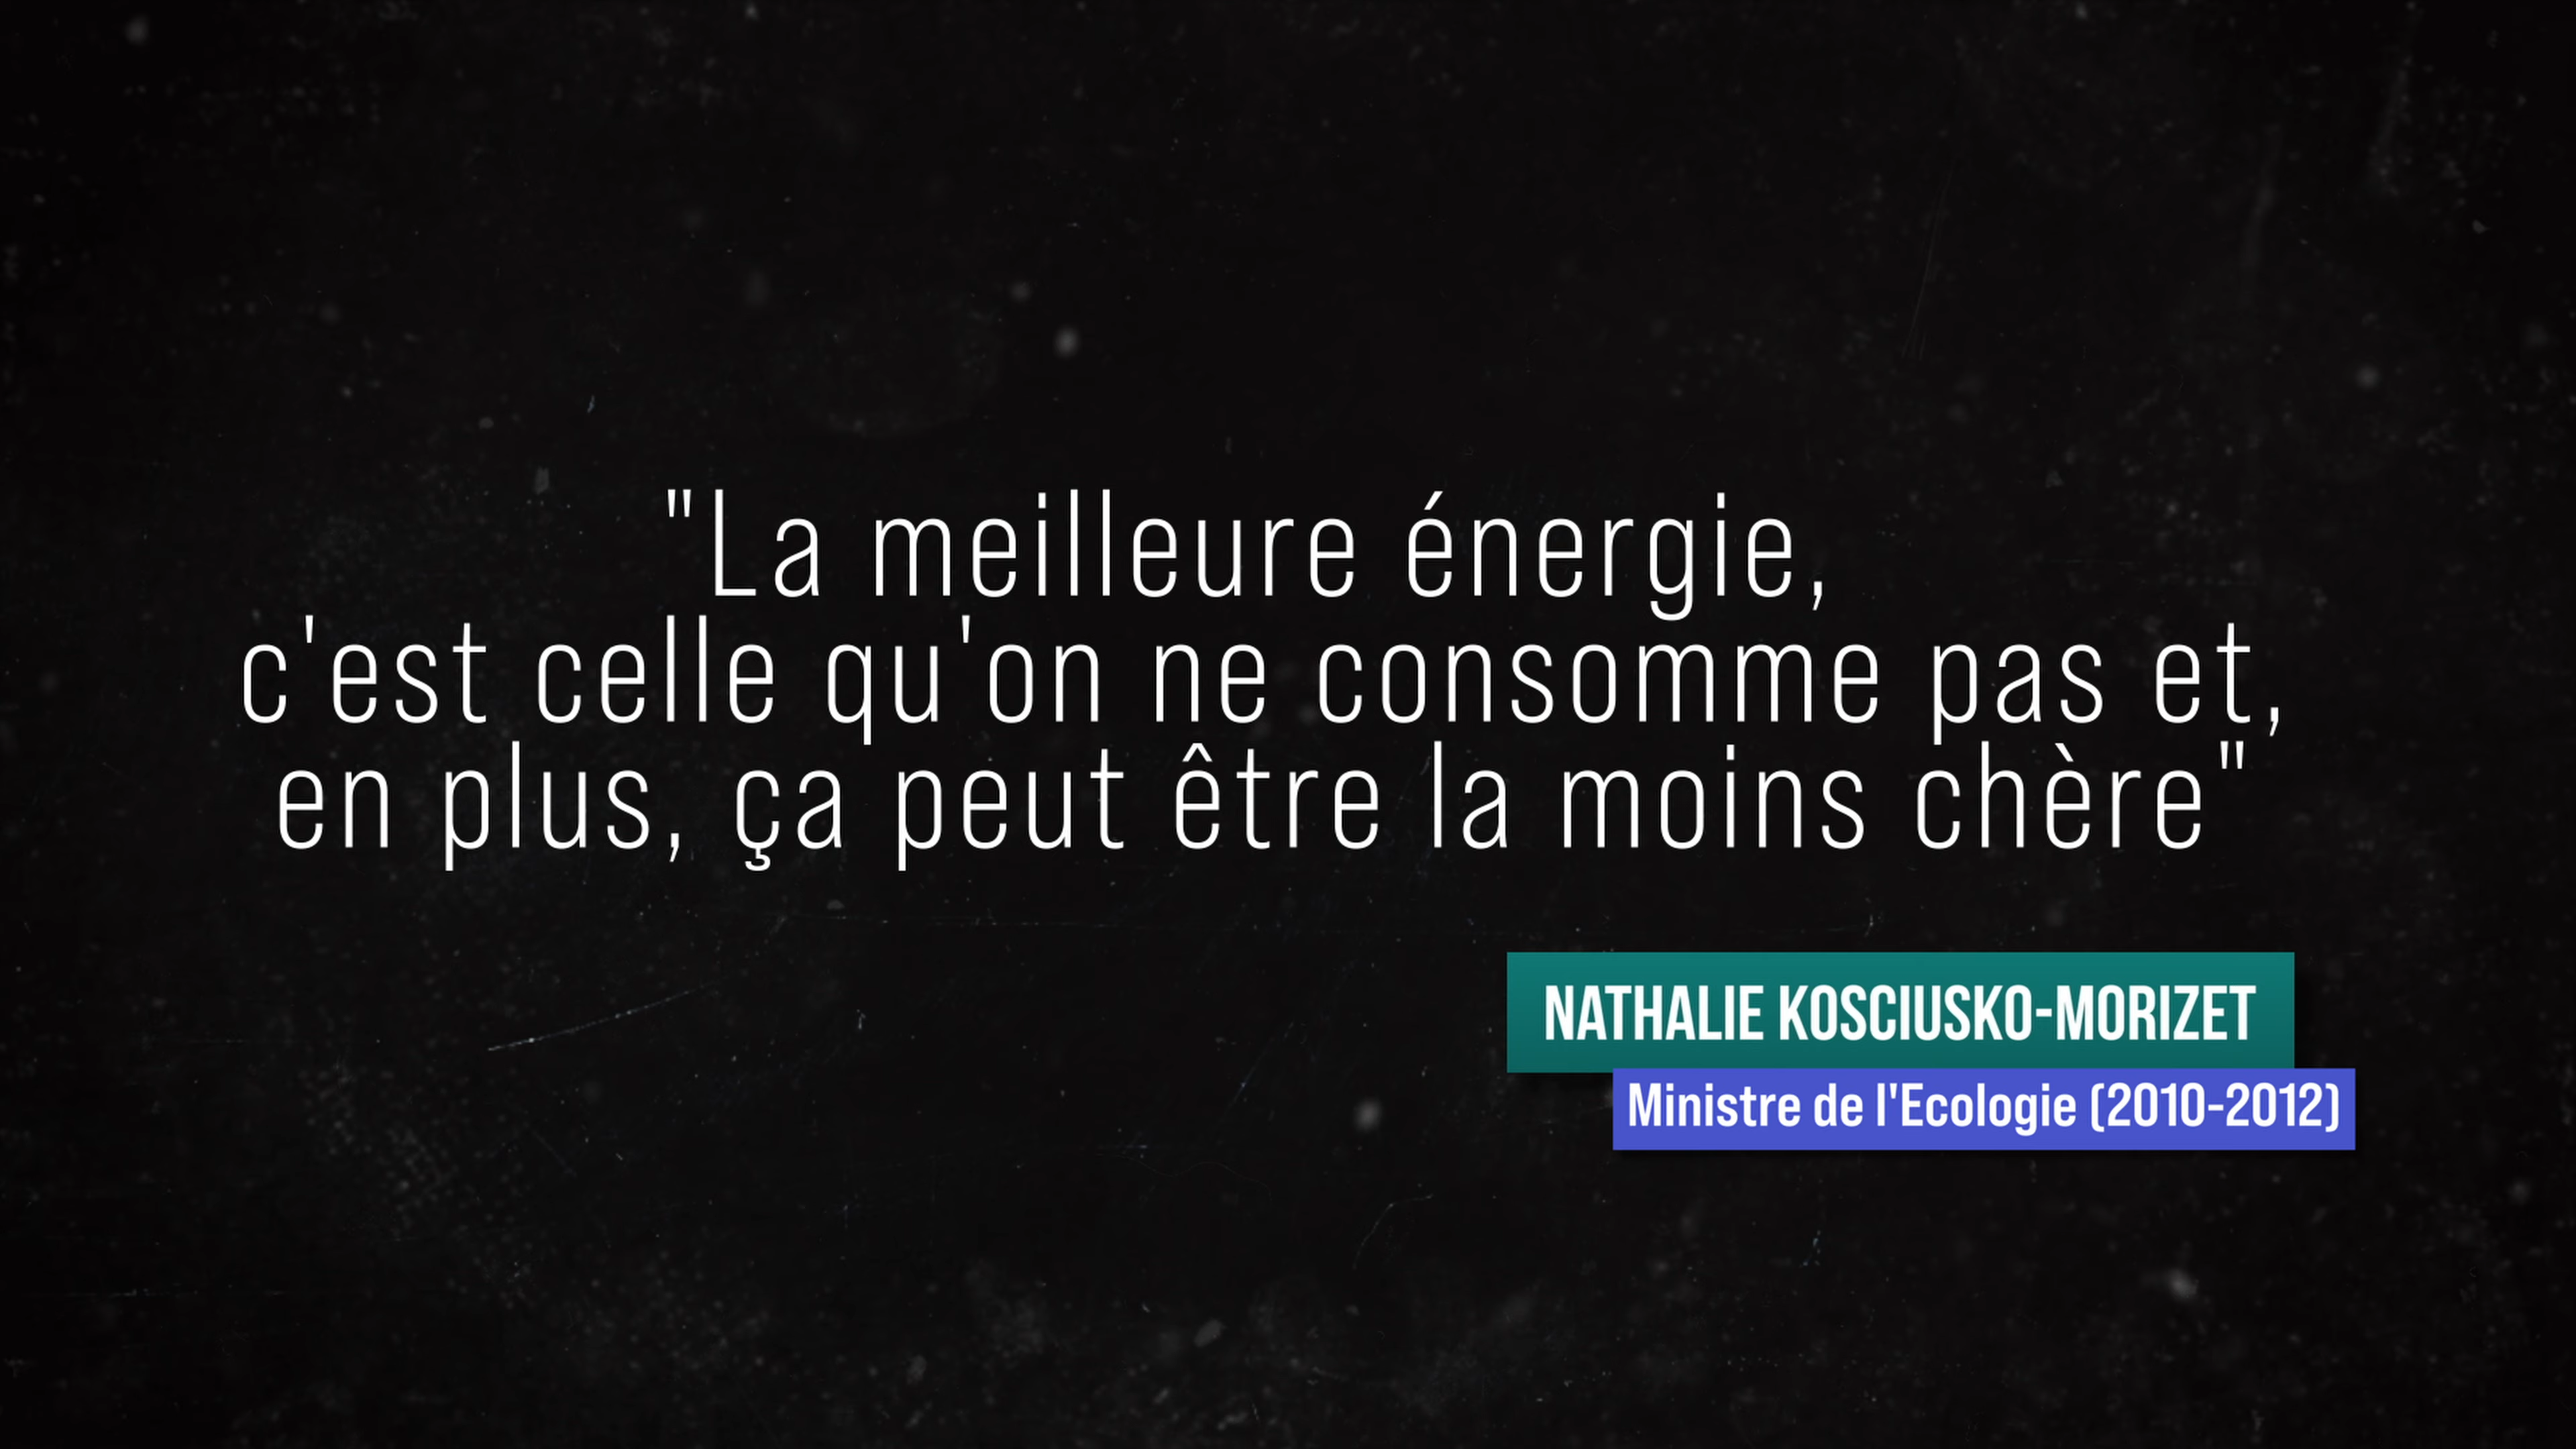 "La meilleure énergie,
c'est celle qu'on ne consomme pas et,
en plus, ça peut être la moins chère"
NATHALIE KOSCIUSKO-MORIZET
Ministre de l'Ecologie (2010-2012)